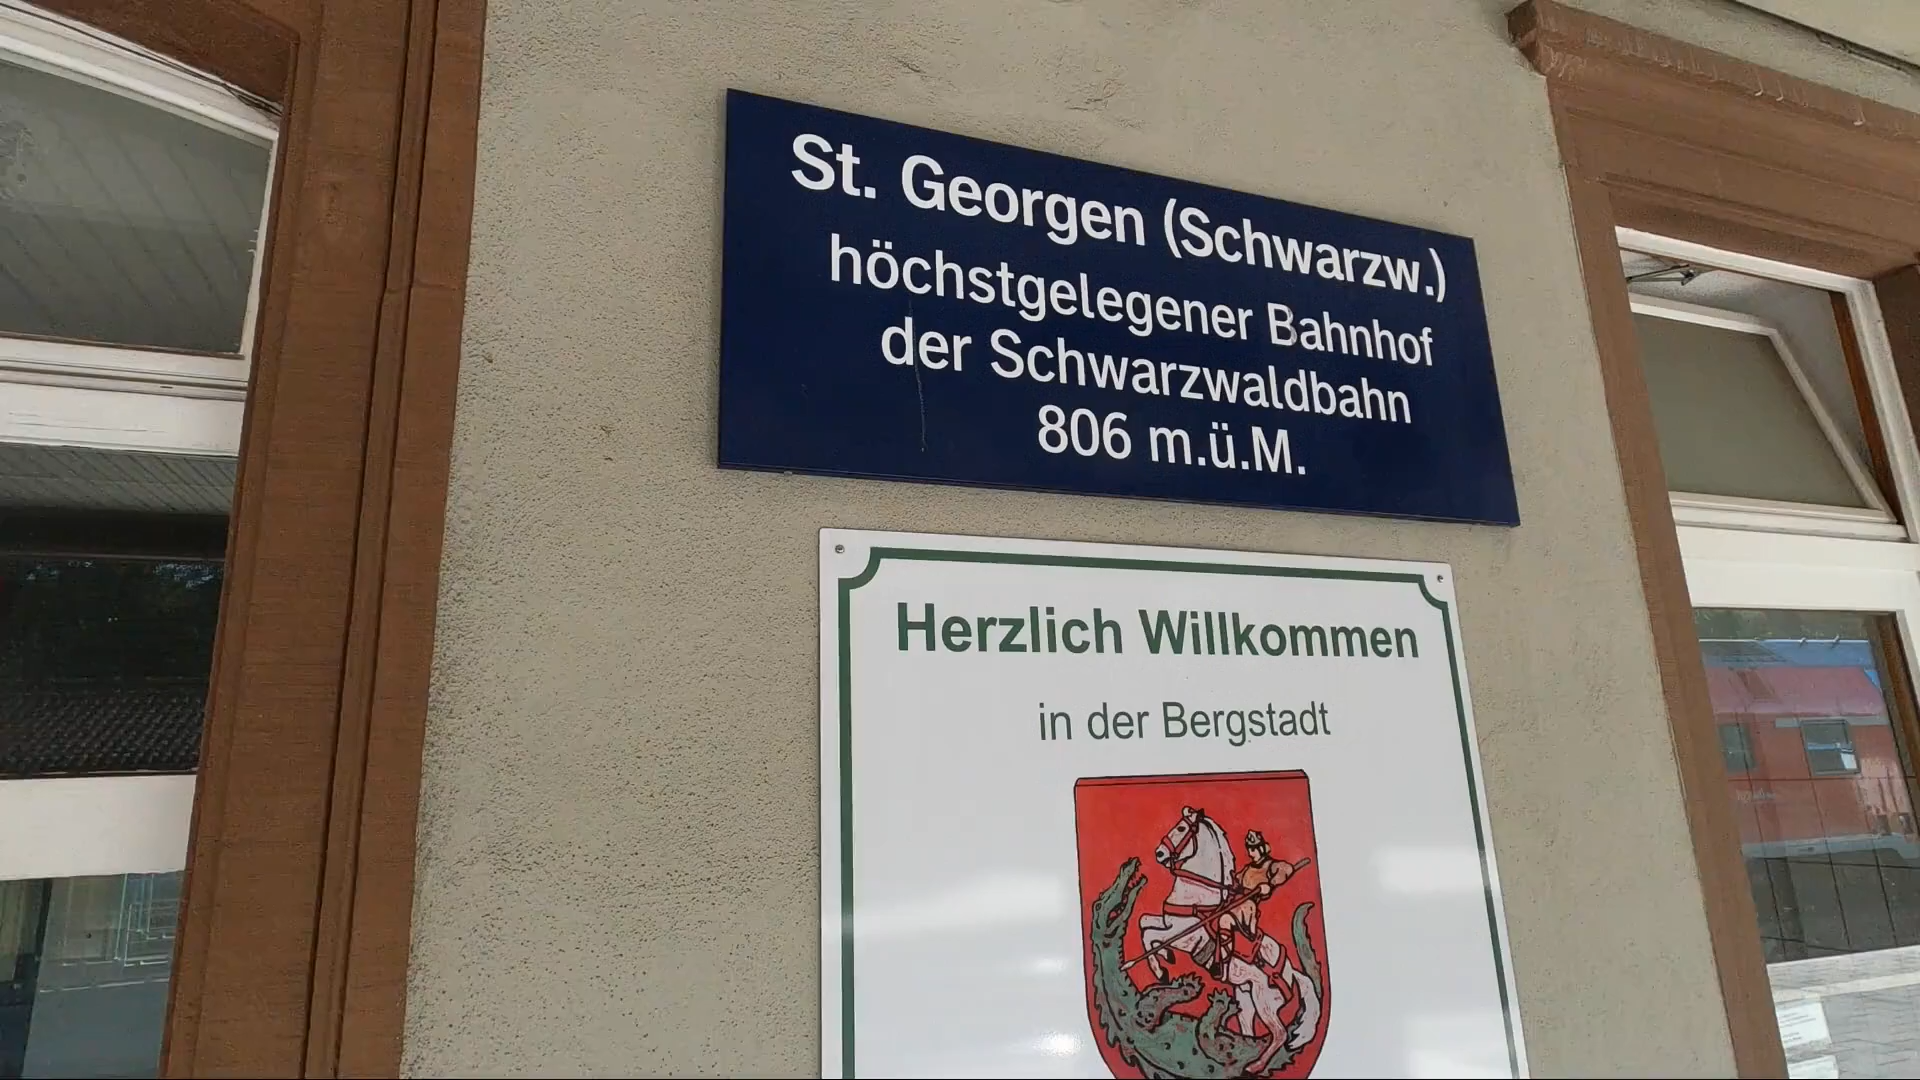 St. Georgen (Schwarzw.)
höchstgelegener Bahnhof
der Schwarzwaldbahn
806 m.ü.M.
Herzlich Willkommen
in der Bergstadt